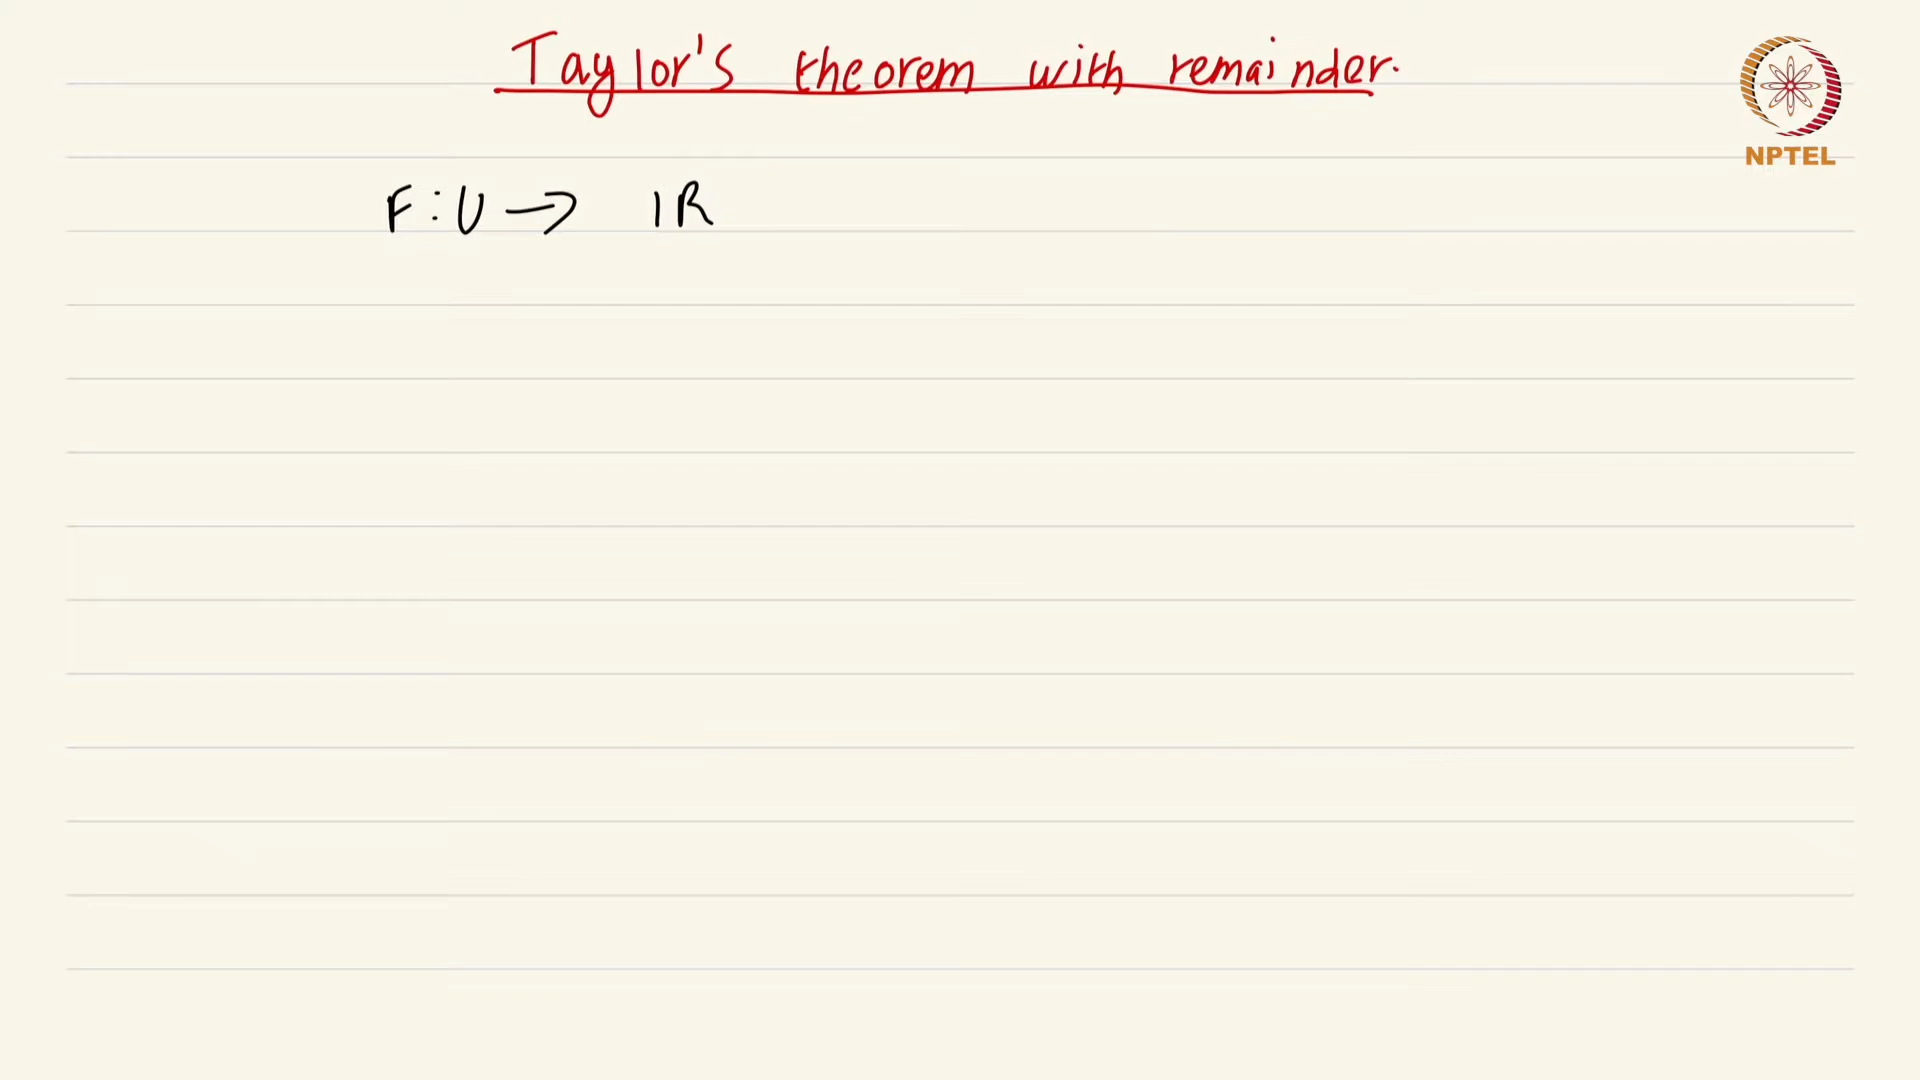 Taylor's theorem with remainder.
NPTEL
F : U → ℝ